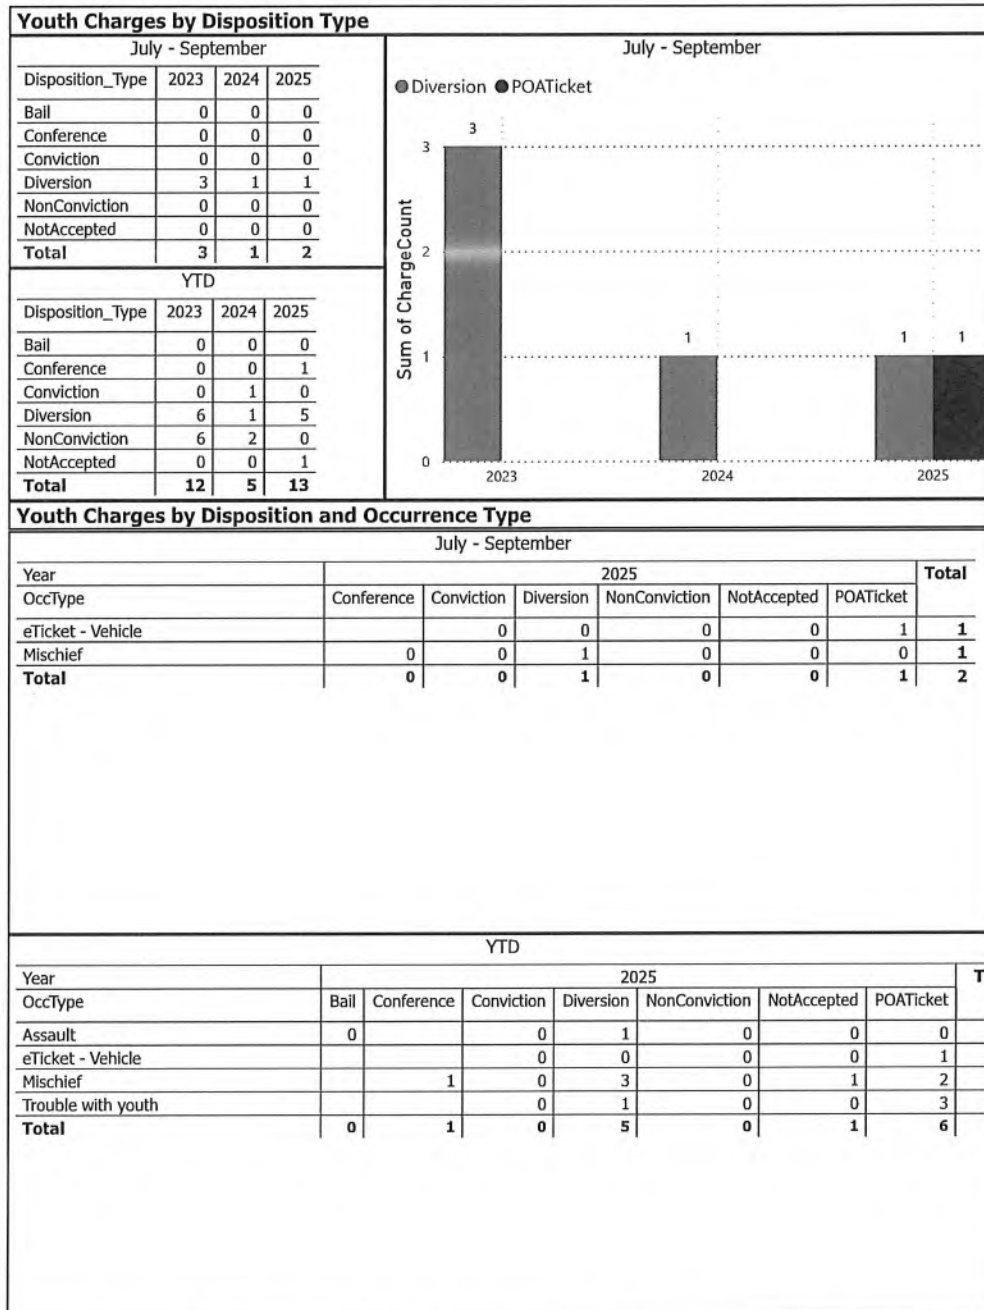 Youth Charges by Disposition Type
July - September
Disposition_Type 2023 2024 2025
Bail 0 0 0
Conference 0 0 0
Conviction 0 0 0
Diversion 3 1 1
NonConviction 0 0 0
NotAccepted 0 0 0
Total 3 1 2
YTD
Disposition_Type 2023 2024 2025
Bail 0 0 0
Conference 0 0 1
Conviction 0 1 0
Diversion 6 1 5
NonConviction 6 2 0
NotAccepted 0 0 1
Total 12 5 13
July - September
Diversion POATicket
Sum of ChargeCount
3
2
1
0
3
1
1 1
2023 2024 2025
Youth Charges by Disposition and Occurrence Type
July - September
Year 2025 Total
OccType Conference Conviction Diversion NonConviction NotAccepted POATicket
eTicket - Vehicle 0 0 0 0 1 1
Mischief 0 0 1 0 0 0 1
Total 0 0 1 0 0 1 2
YTD
Year 2025 T
OccType Bail Conference Conviction Diversion NonConviction NotAccepted POATicket
Assault 0 0 1 0 0 0
eTicket - Vehicle 0 0 0 0 1
Mischief 1 0 3 0 1 2
Trouble with youth 0 1 0 0 3
Total 0 1 0 5 0 1 6